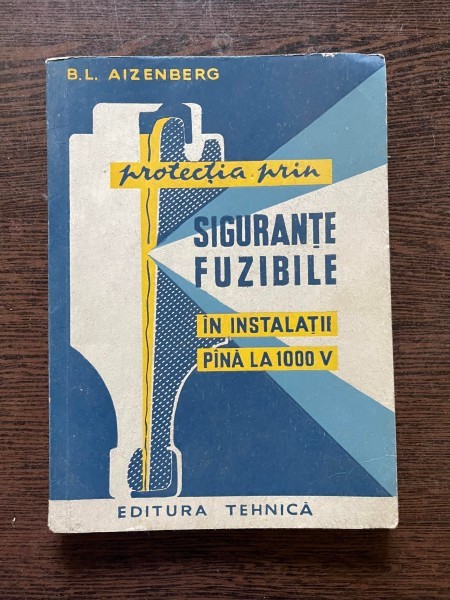 B.L. AIZENBERG
protecția prin
SIGURANȚE
FUZIBILE
ÎN INSTALAȚII
PÎNĂ LA 1000 V
EDITURA TEHNICĂ